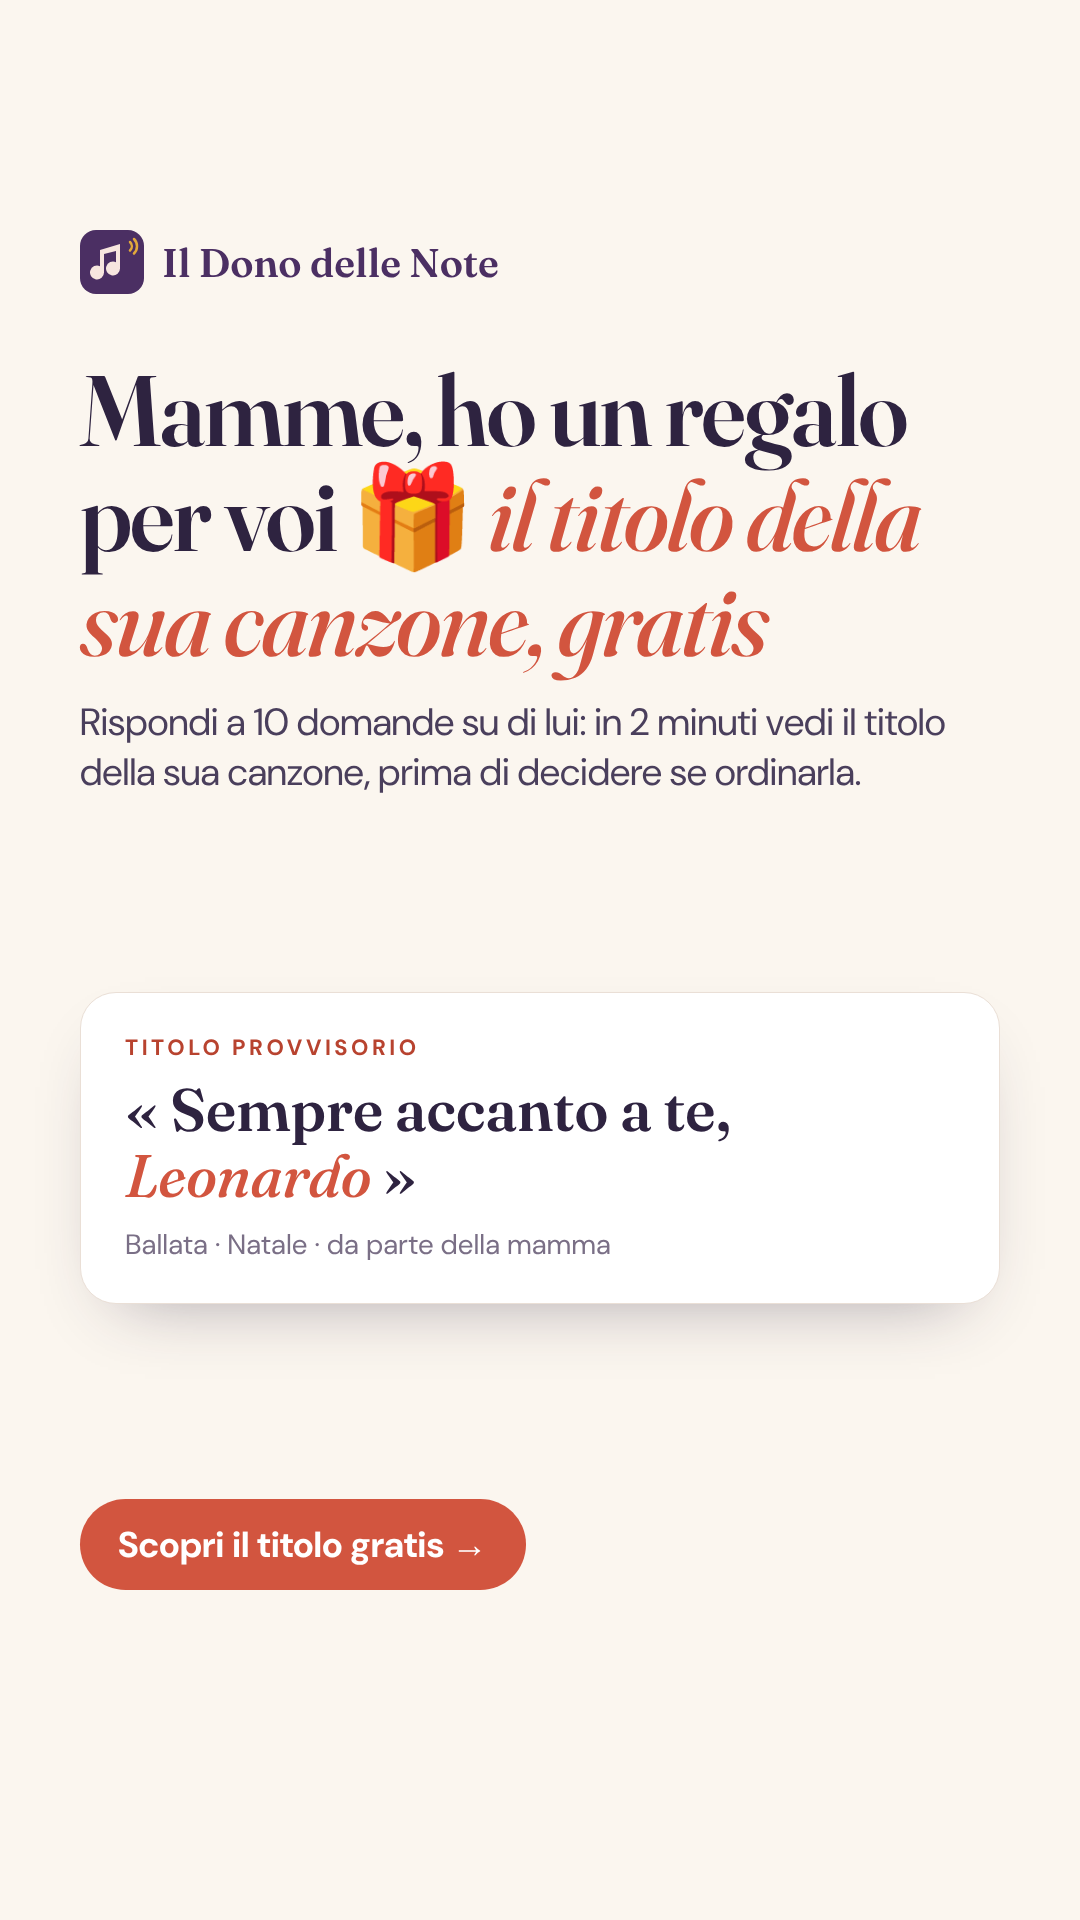 Il Dono delle Note
Mamme, ho un regalo
per voi 🎁 il titolo della
sua canzone, gratis
Rispondi a 10 domande su di lui: in 2 minuti vedi il titolo
della sua canzone, prima di decidere se ordinarla.
TITOLO PROVVISORIO
« Sempre accanto a te,
Leonardo »
Ballata · Natale · da parte della mamma
Scopri il titolo gratis →